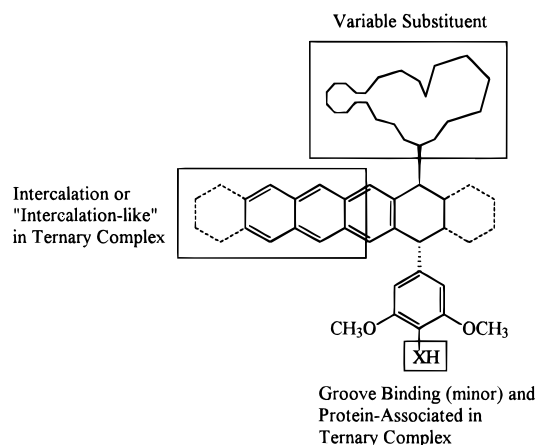 Variable Substituent
Intercalation or
"Intercalation-like"
in Ternary Complex
CH₃O
OCH₃
XH
Groove Binding (minor) and
Protein-Associated in
Ternary Complex